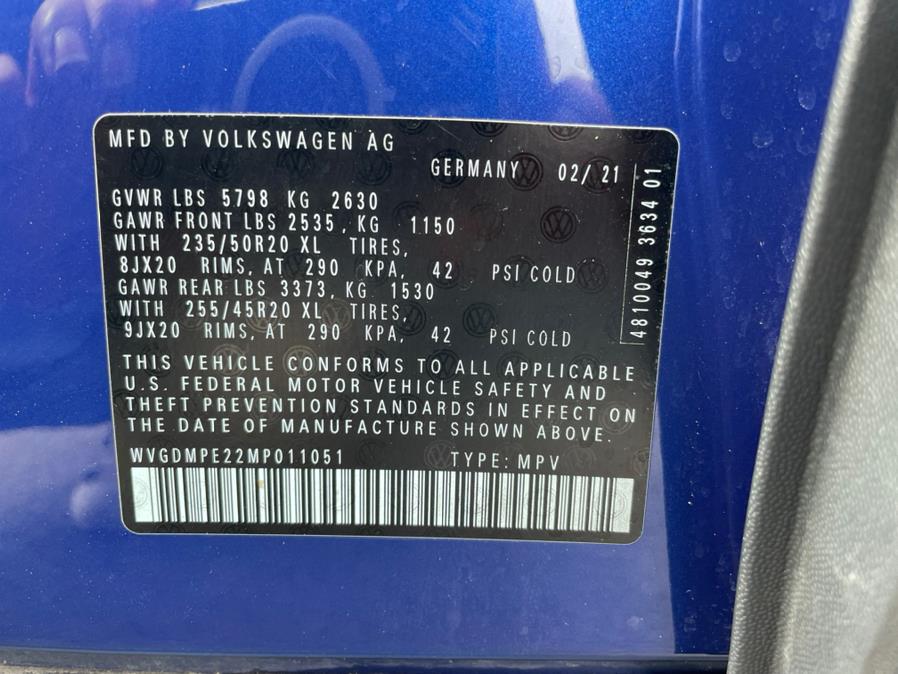 MFD BY VOLKSWAGEN AG
GERMANY 02/21
GVWR LBS 5798 KG 2630
GAWR FRONT LBS 2535, KG 1150
WITH 235/50R20 XL TIRES,
8JX20 RIMS, AT 290 KPA, 42 PSI COLD
GAWR REAR LBS 3373, KG 1530
WITH 255/45R20 XL TIRES,
9JX20 RIMS, AT 290 KPA, 42 PSI COLD
THIS VEHICLE CONFORMS TO ALL APPLICABLE
U.S. FEDERAL MOTOR VEHICLE SAFETY AND
THEFT PREVENTION STANDARDS IN EFFECT ON
THE DATE OF MANUFACTURE SHOWN ABOVE.
WVGDMPE22MP011051 TYPE: MPV
4810049 3634 01